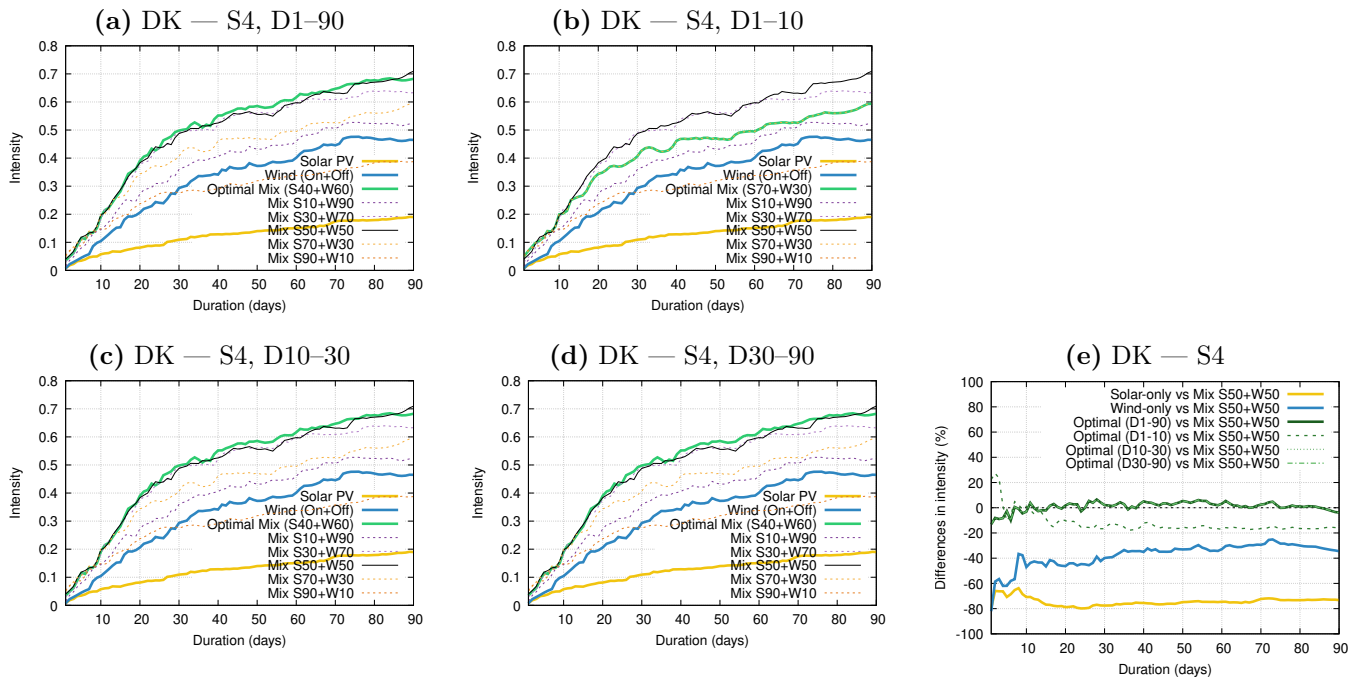 (a) DK — S4, D1–90
0.8
0.7
0.6
0.5
0.4
0.3
0.2
0.1
0
Intensity
Solar PV
Wind (On+Off)
Optimal Mix (S40+W60)
Mix S10+W90
Mix S30+W70
Mix S50+W50
Mix S70+W30
Mix S90+W10
10 20 30 40 50 60 70 80 90
Duration (days)
(b) DK — S4, D1–10
0.8
0.7
0.6
0.5
0.4
0.3
0.2
0.1
0
Intensity
Solar PV
Wind (On+Off)
Optimal Mix (S70+W30)
Mix S10+W90
Mix S30+W70
Mix S50+W50
Mix S70+W30
Mix S90+W10
10 20 30 40 50 60 70 80 90
Duration (days)
(c) DK — S4, D10–30
0.8
0.7
0.6
0.5
0.4
0.3
0.2
0.1
0
Intensity
Solar PV
Wind (On+Off)
Optimal Mix (S40+W60)
Mix S10+W90
Mix S30+W70
Mix S50+W50
Mix S70+W30
Mix S90+W10
10 20 30 40 50 60 70 80 90
Duration (days)
(d) DK — S4, D30–90
0.8
0.7
0.6
0.5
0.4
0.3
0.2
0.1
0
Intensity
Solar PV
Wind (On+Off)
Optimal Mix (S40+W60)
Mix S10+W90
Mix S30+W70
Mix S50+W50
Mix S70+W30
Mix S90+W10
10 20 30 40 50 60 70 80 90
Duration (days)
(e) DK — S4
100
80
60
40
20
0
-20
-40
-60
-80
-100
Differences in intensity (%)
Solar-only vs Mix S50+W50
Wind-only vs Mix S50+W50
Optimal (D1-90) vs Mix S50+W50
Optimal (D1-10) vs Mix S50+W50
Optimal (D10-30) vs Mix S50+W50
Optimal (D30-90) vs Mix S50+W50
10 20 30 40 50 60 70 80 90
Duration (days)